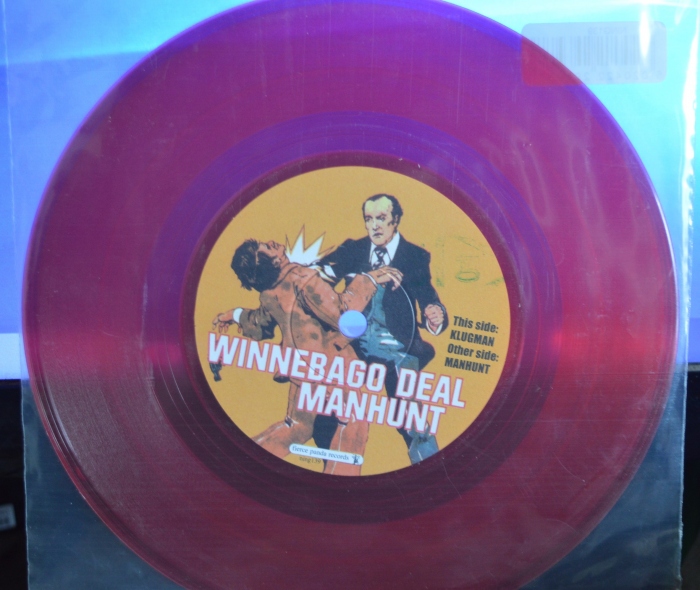 This side:
KLUGMAN
Other side:
MANHUNT
WINNEBAGO DEAL
MANHUNT
fierce panda records